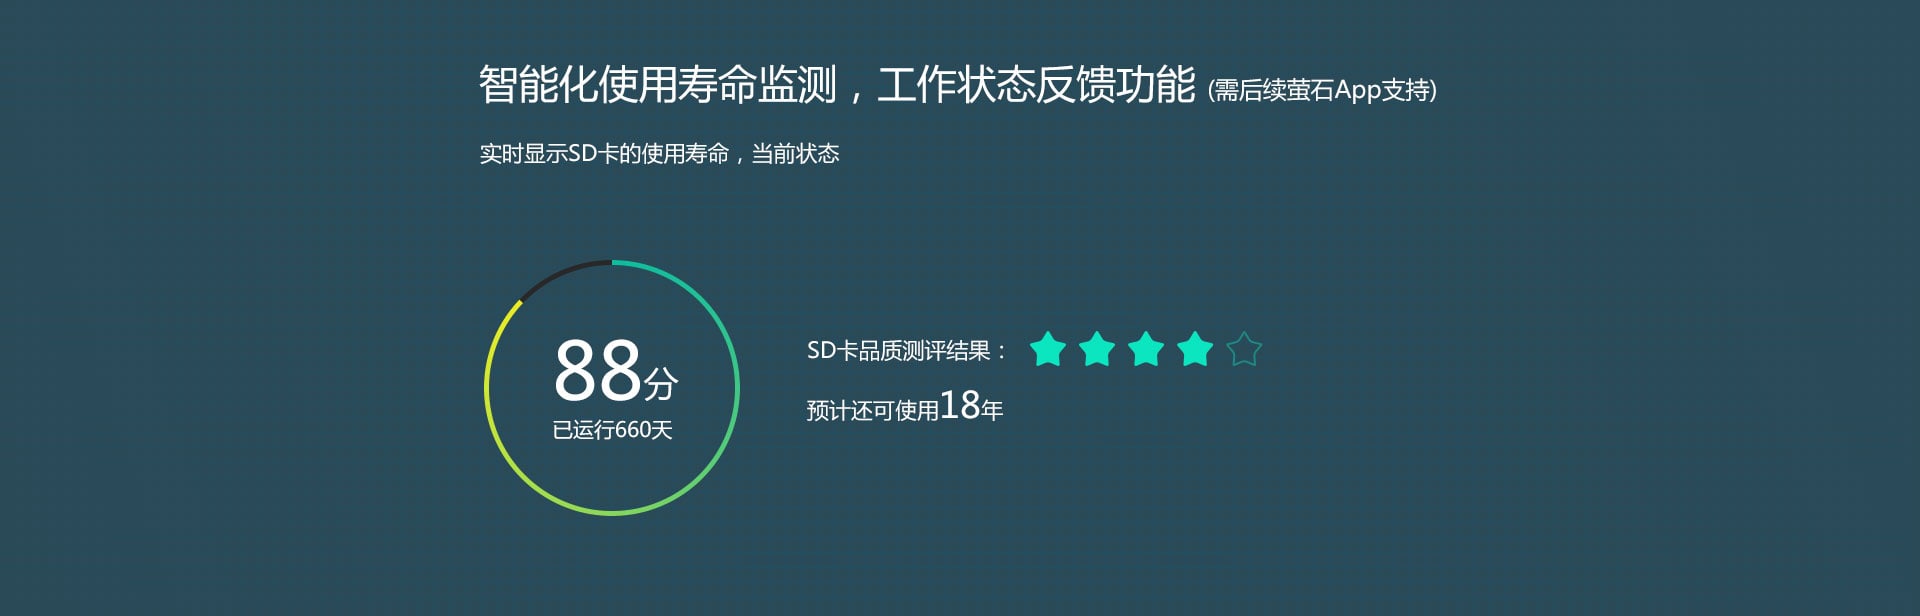 智能化使用寿命监测，工作状态反馈功能 (需后续萤石App支持)
实时显示SD卡的使用寿命，当前状态
88分
已运行660天
SD卡品质测评结果：
预计还可使用18年